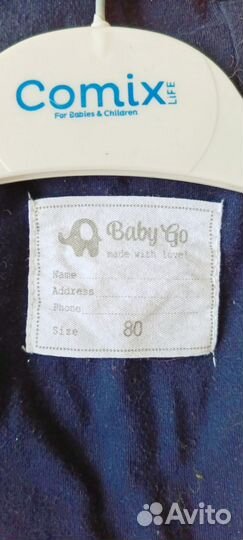 Comix LIFE
For Babies & Children
Baby Go
made with love!
Name
Address
Phone
Size 80
Avito